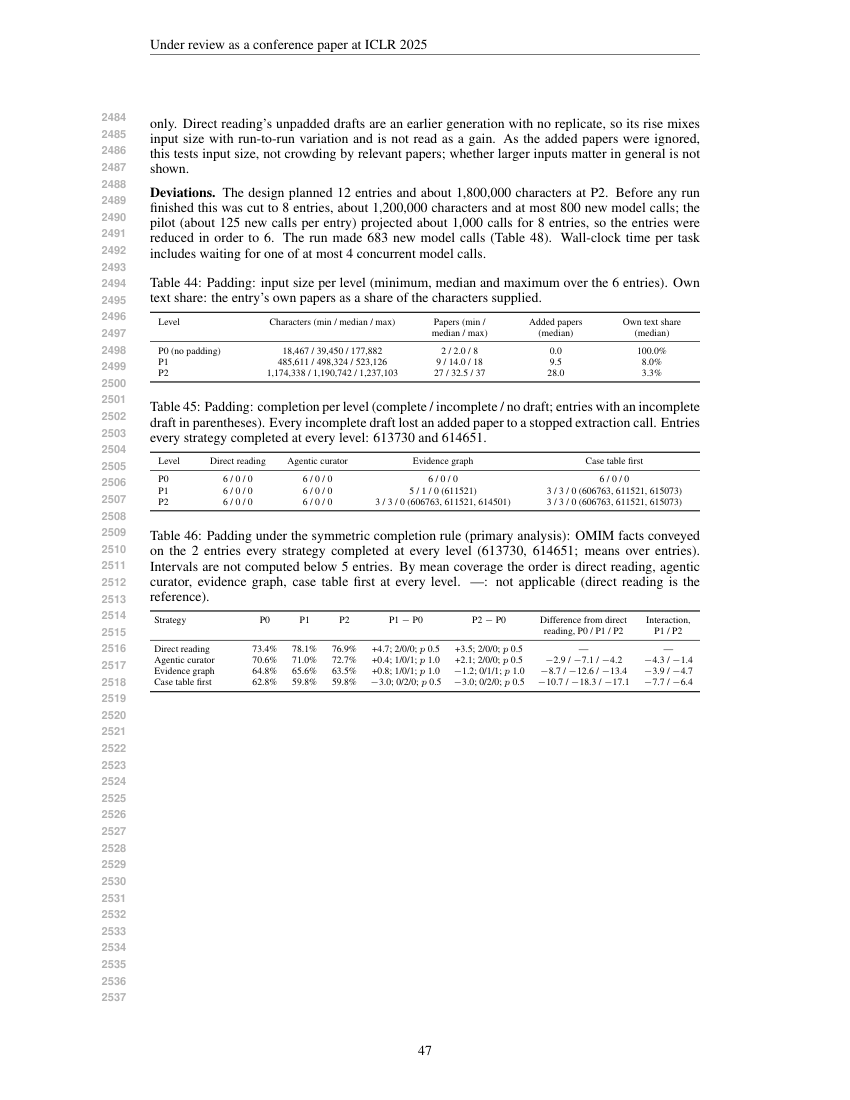 Under review as a conference paper at ICLR 2025
2484
2485
2486
2487
2488
2489
2490
2491
2492
2493
2494
2495
2496
2497
2498
2499
2500
2501
2502
2503
2504
2505
2506
2507
2508
2509
2510
2511
2512
2513
2514
2515
2516
2517
2518
2519
2520
2521
2522
2523
2524
2525
2526
2527
2528
2529
2530
2531
2532
2533
2534
2535
2536
2537
only. Direct reading's unpadded drafts are an earlier generation with no replicate, so its rise mixes
input size with run-to-run variation and is not read as a gain. As the added papers were ignored,
this tests input size, not crowding by relevant papers; whether larger inputs matter in general is not
shown.
Deviations. The design planned 12 entries and about 1,800,000 characters at P2. Before any run
finished this was cut to 8 entries, about 1,200,000 characters and at most 800 new model calls; the
pilot (about 125 new calls per entry) projected about 1,000 calls for 8 entries, so the entries were
reduced in order to 6. The run made 683 new model calls (Table 48). Wall-clock time per task
includes waiting for one of at most 4 concurrent model calls.
Table 44: Padding: input size per level (minimum, median and maximum over the 6 entries). Own
text share: the entry's own papers as a share of the characters supplied.
Level Characters (min / median / max) Papers (min / Added papers Own text share
median / max) (median) (median)
P0 (no padding) 18,467 / 39,450 / 177,882 2 / 2.0 / 8 0.0 100.0%
P1 485,611 / 498,324 / 523,126 9 / 14.0 / 18 9.5 8.0%
P2 1,174,338 / 1,190,742 / 1,237,103 27 / 32.5 / 37 28.0 3.3%
Table 45: Padding: completion per level (complete / incomplete / no draft; entries with an incomplete
draft in parentheses). Every incomplete draft lost an added paper to a stopped extraction call. Entries
every strategy completed at every level: 613730 and 614651.
Level Direct reading Agentic curator Evidence graph Case table first
P0 6 / 0 / 0 6 / 0 / 0 6 / 0 / 0 6 / 0 / 0
P1 6 / 0 / 0 6 / 0 / 0 5 / 1 / 0 (611521) 3 / 3 / 0 (606763, 611521, 615073)
P2 6 / 0 / 0 6 / 0 / 0 3 / 3 / 0 (606763, 611521, 614501) 3 / 3 / 0 (606763, 611521, 615073)
Table 46: Padding under the symmetric completion rule (primary analysis): OMIM facts conveyed
on the 2 entries every strategy completed at every level (613730, 614651; means over entries).
Intervals are not computed below 5 entries. By mean coverage the order is direct reading, agentic
curator, evidence graph, case table first at every level. —: not applicable (direct reading is the
reference).
Strategy P0 P1 P2 P1 − P0 P2 − P0 Difference from direct Interaction,
reading, P0 / P1 / P2 P1 / P2
Direct reading 73.4% 78.1% 76.9% +4.7; 2/0/0; p 0.5 +3.5; 2/0/0; p 0.5 — —
Agentic curator 70.6% 71.0% 72.7% +0.4; 1/0/1; p 1.0 +2.1; 2/0/0; p 0.5 −2.9 / −7.1 / −4.2 −4.3 / −1.4
Evidence graph 64.8% 65.6% 63.5% +0.8; 1/0/1; p 1.0 −1.2; 0/1/1; p 1.0 −8.7 / −12.6 / −13.4 −3.9 / −4.7
Case table first 62.8% 59.8% 59.8% −3.0; 0/2/0; p 0.5 −3.0; 0/2/0; p 0.5 −10.7 / −18.3 / −17.1 −7.7 / −6.4
47